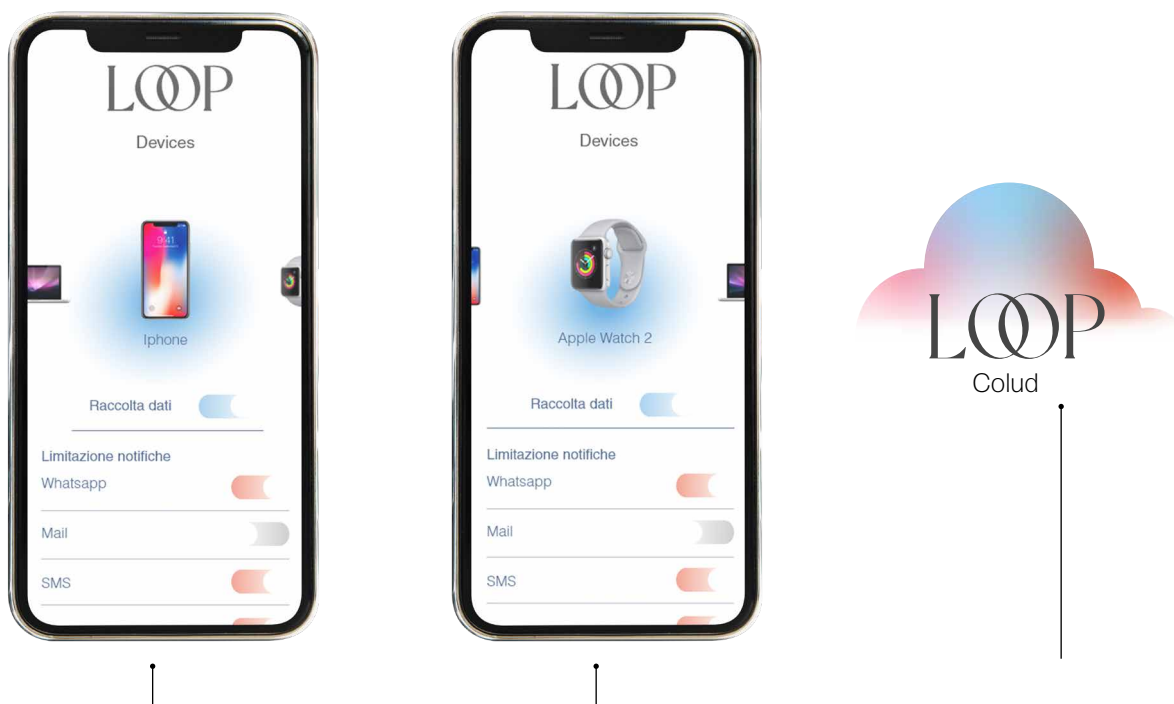 LOOP
Devices
9:41
Iphone
Raccolta dati
Limitazione notifiche
Whatsapp
Mail
SMS
LOOP
Devices
Apple Watch 2
Raccolta dati
Limitazione notifiche
Whatsapp
Mail
SMS
LOOP
Colud